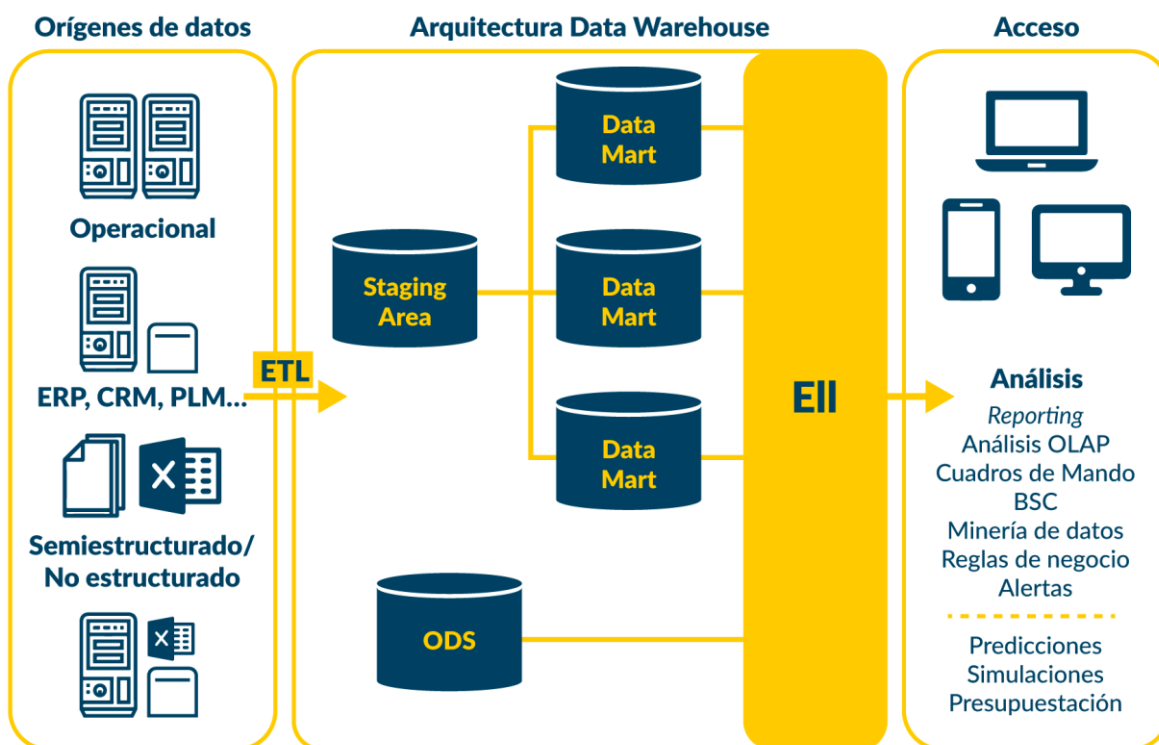 Orígenes de datos
Operacional
ERP, CRM, PLM...
Semiestructurado/
No estructurado
ETL
Arquitectura Data Warehouse
Staging
Area
Data
Mart
Data
Mart
Data
Mart
ODS
EII
Acceso
Análisis
Reporting
Análisis OLAP
Cuadros de Mando
BSC
Minería de datos
Reglas de negocio
Alertas
Predicciones
Simulaciones
Presupuestación